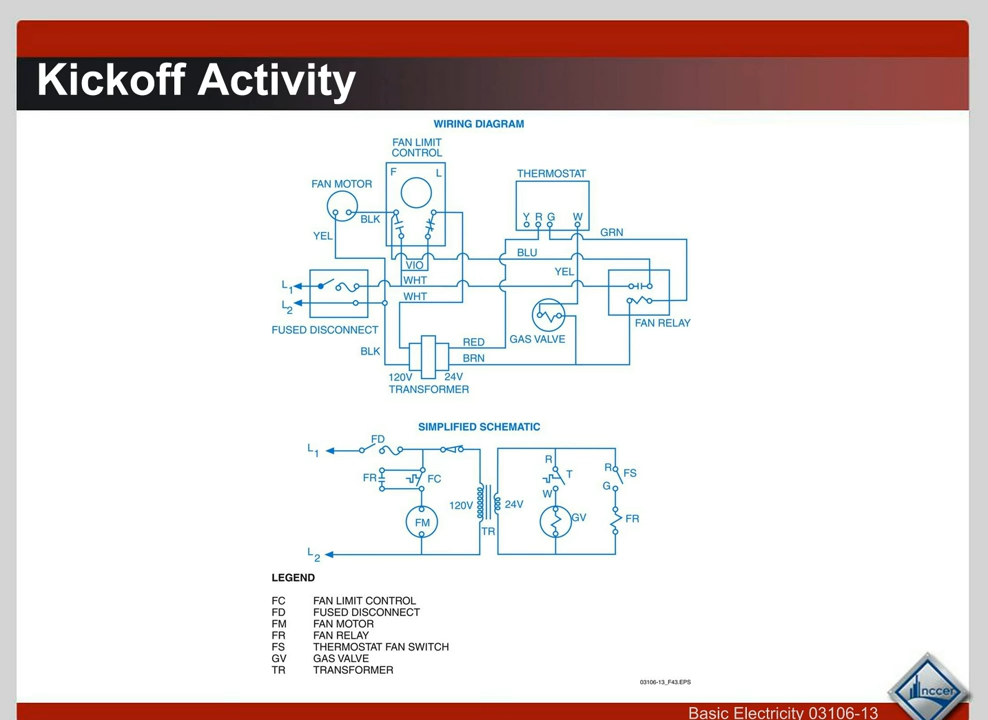 Kickoff Activity
WIRING DIAGRAM
FAN LIMIT
CONTROL
F
L
THERMOSTAT
FAN MOTOR
Y R G W
BLK
YEL
GRN
BLU
VIO
YEL
WHT
L1
WHT
L2
FUSED DISCONNECT
FAN RELAY
GAS VALVE
RED
BLK
BRN
120V
24V
TRANSFORMER
SIMPLIFIED SCHEMATIC
FD
L1
R
R
FS
T
FR
FC
G
W
120V
24V
GV
FR
FM
TR
L2
LEGEND
FC FAN LIMIT CONTROL
FD FUSED DISCONNECT
FM FAN MOTOR
FR FAN RELAY
FS THERMOSTAT FAN SWITCH
GV GAS VALVE
TR TRANSFORMER
03106-13_F43.EPS
nccer
Basic Electricity 03106-13